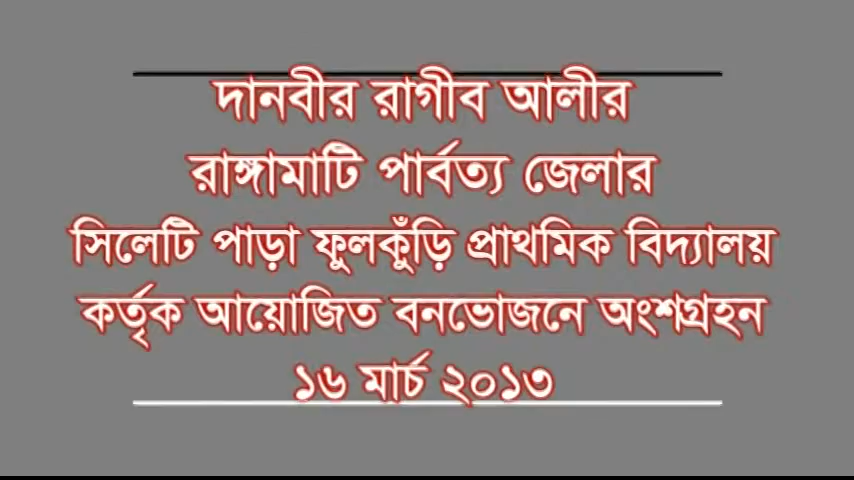 দানবীর রাগীব আলীর
রাঙ্গামাটি পার্বত্য জেলার
সিলেটি পাড়া ফুলকুঁড়ি প্রাথমিক বিদ্যালয়
কর্তৃক আয়োজিত বনভোজনে অংশগ্রহন
১৬ মার্চ ২০১৩